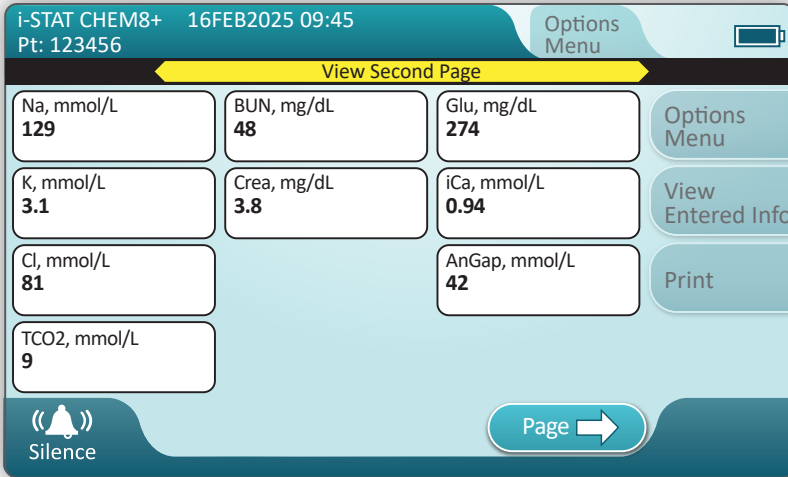 i-STAT CHEM8+ 16FEB2025 09:45
Pt: 123456
Options
Menu
View Second Page
Na, mmol/L
129
BUN, mg/dL
48
Glu, mg/dL
274
Options
Menu
K, mmol/L
3.1
Crea, mg/dL
3.8
iCa, mmol/L
0.94
View
Entered Info
Cl, mmol/L
81
AnGap, mmol/L
42
Print
TCO2, mmol/L
9
Silence
Page